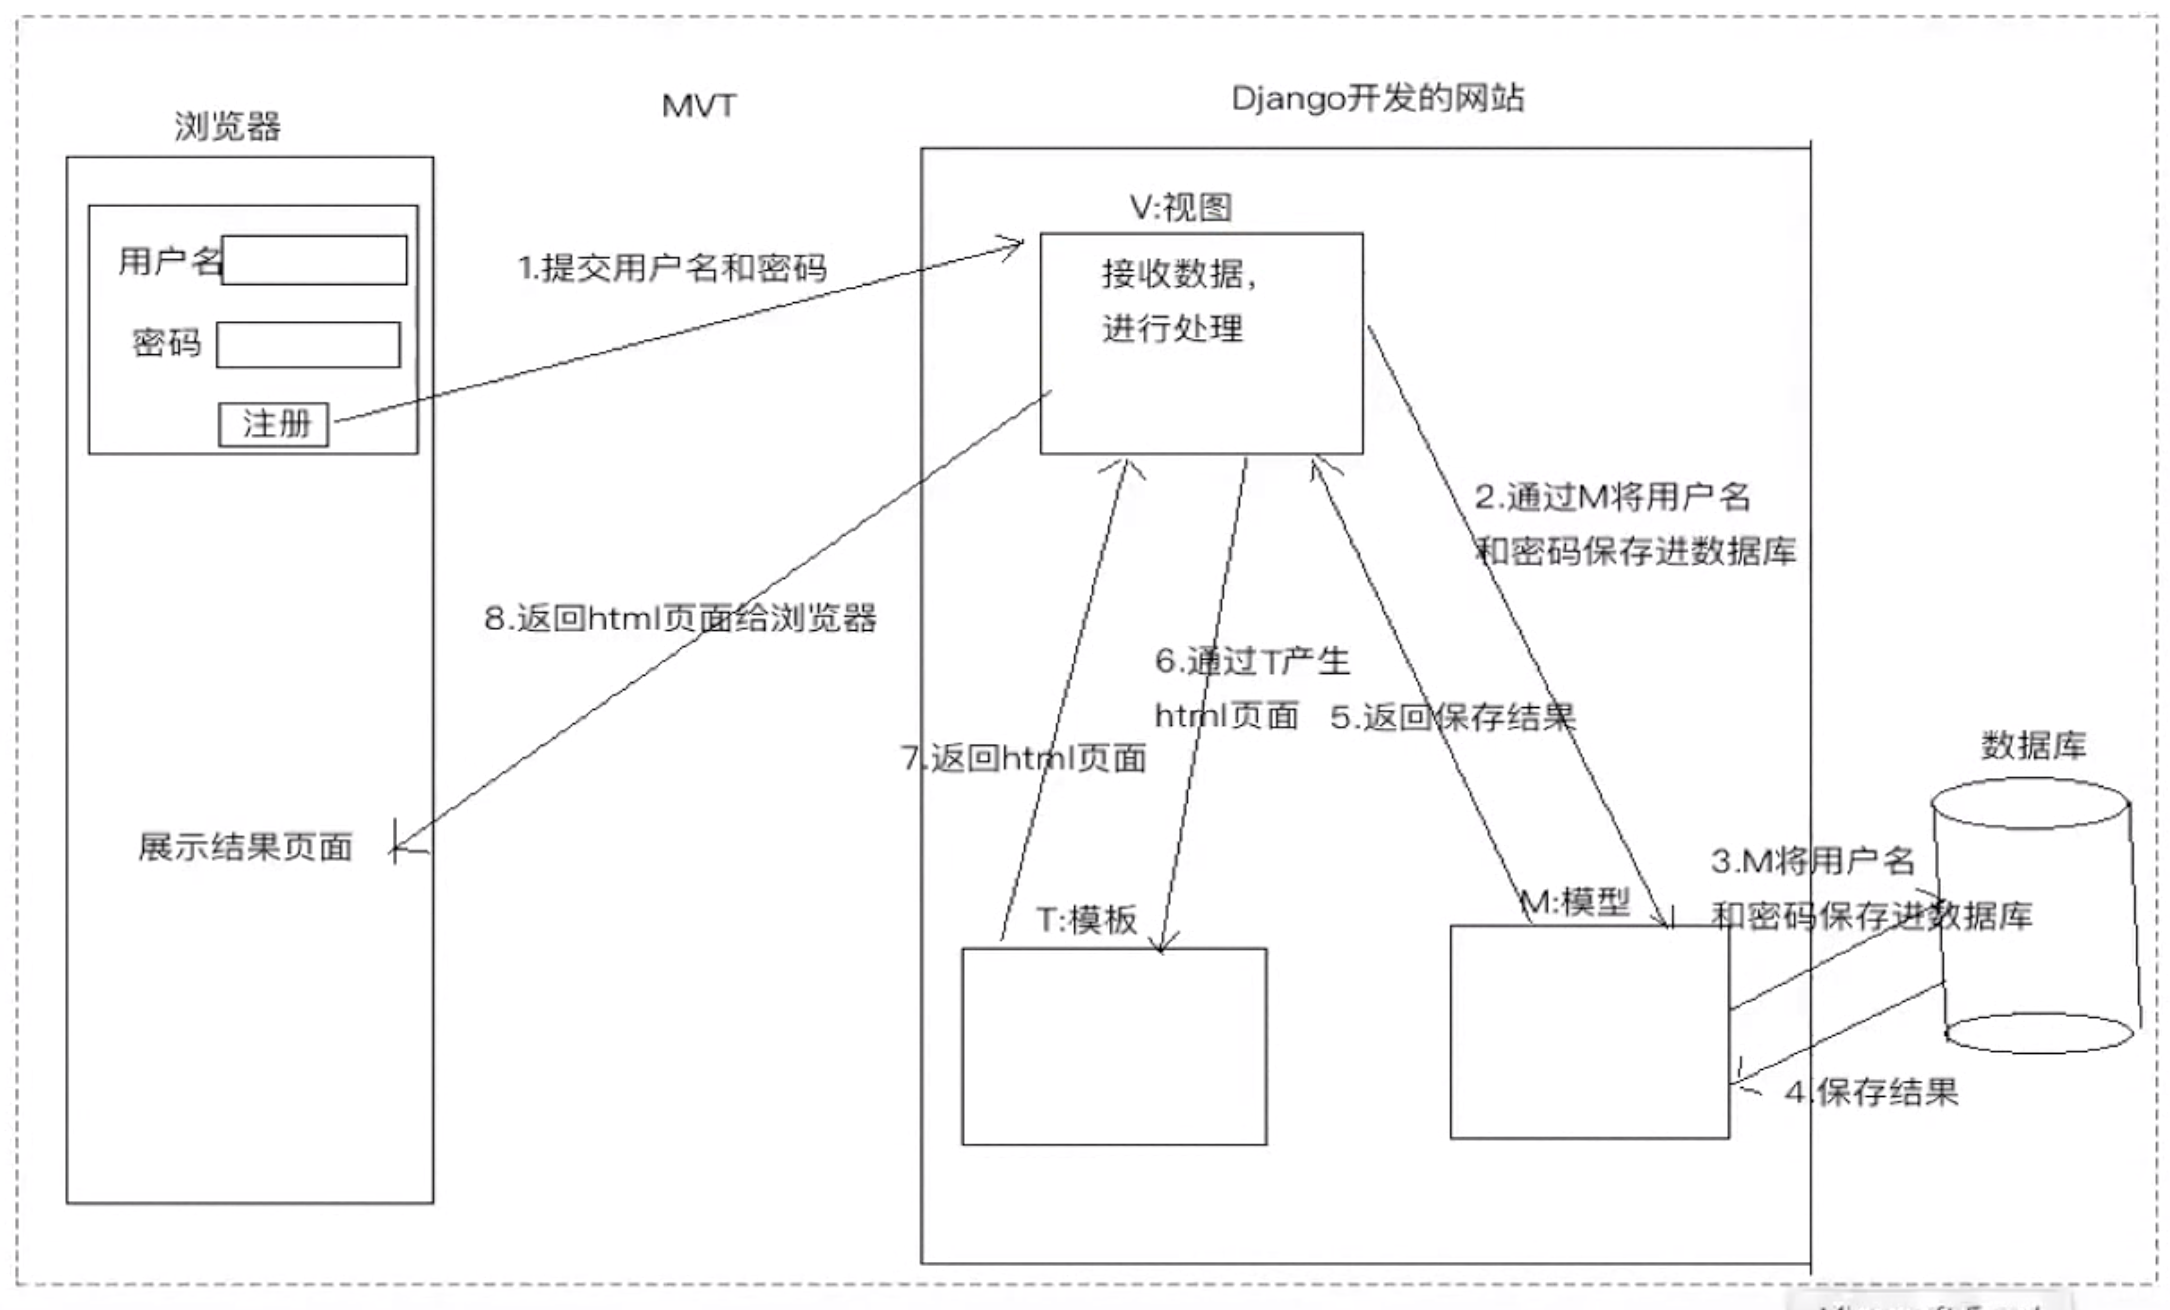 MVT
Django开发的网站
浏览器
用户名
密码
注册
1.提交用户名和密码
V:视图
接收数据，
进行处理
2.通过M将用户名
和密码保存进数据库
8.返回html页面给浏览器
6.通过T产生
html页面
5.返回保存结果
7.返回html页面
数据库
展示结果页面
3.M将用户名
和密码保存进数据库
T:模板
M:模型
4.保存结果